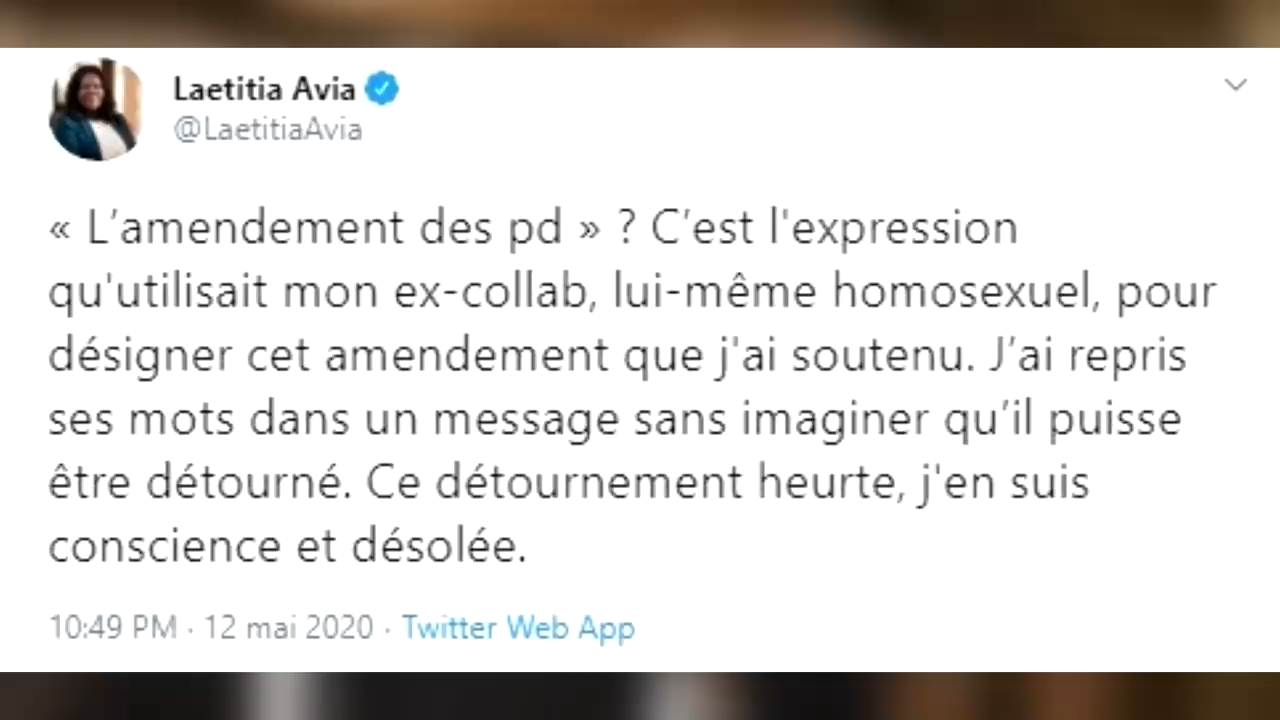 Laetitia Avia
@LaetitiaAvia
« L’amendement des pd » ? C’est l'expression
qu'utilisait mon ex-collab, lui-même homosexuel, pour
désigner cet amendement que j'ai soutenu. J’ai repris
ses mots dans un message sans imaginer qu’il puisse
être détourné. Ce détournement heurte, j'en suis
conscience et désolée.
10:49 PM · 12 mai 2020 · Twitter Web App